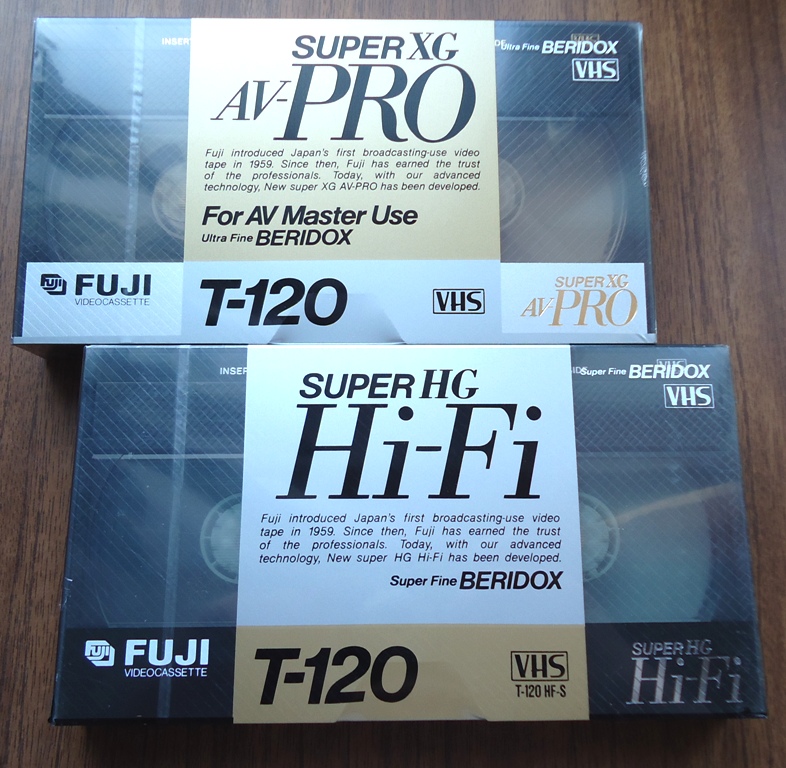 INSERT
SUPER XG
AV-PRO
Ultra Fine BERIDOX
VHS
Fuji introduced Japan's first broadcasting-use video
tape in 1959. Since then, Fuji has earned the trust
of the professionals. Today, with our advanced
technology, New super XG AV-PRO has been developed.
For AV Master Use
Ultra Fine BERIDOX
FUJI
FUJI
VIDEOCASSETTE
T-120
VHS
SUPER XG
AV PRO
SUPER HG
Hi-Fi
Super Fine BERIDOX
VHS
Fuji introduced Japan's first broadcasting-use video
tape in 1959. Since then, Fuji has earned the trust
of the professionals. Today, with our advanced
technology, New super HG Hi-Fi has been developed.
Super Fine BERIDOX
FUJI
FUJI
VIDEOCASSETTE
T-120
VHS
T-120 HF-S
SUPER HG
Hi-Fi